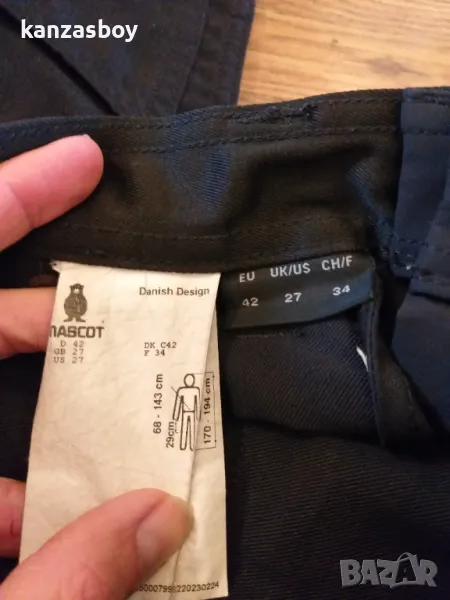 kanzasboy
EU UK/US CH/F
42 27 34
Danish Design
MASCOT
D 42
GB 27
US 27
DK C42
F 34
68 - 143 cm
29cm
170 - 194 cm
BAZAR